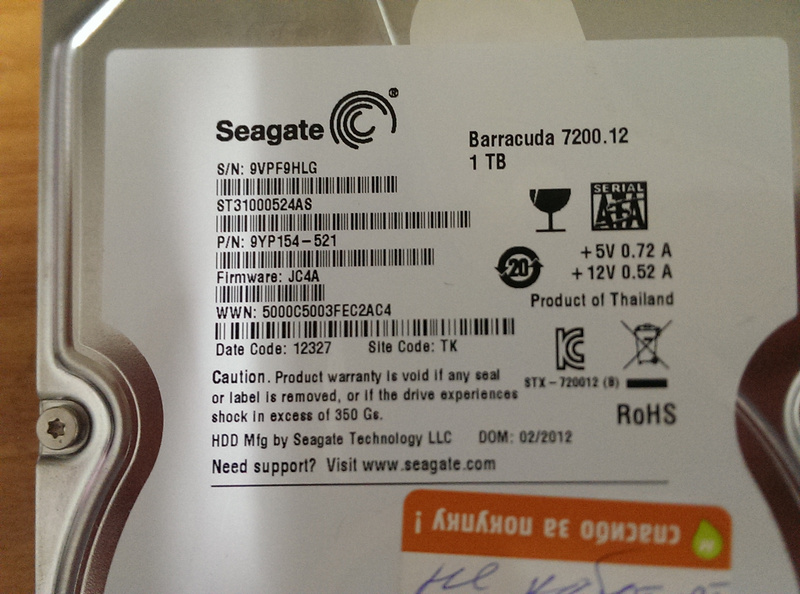 Seagate ®
Barracuda 7200.12
1 TB
S/N: 9VPF9HLG
ST31000524AS
P/N: 9YP154-521
Firmware: JC4A
WWN: 5000C5003FEC2AC4
Date Code: 12327 Site Code: TK
SERIAL
ATA
20
+5V 0.72 A
+12V 0.52 A
Product of Thailand
STX-720012 (B)
RoHS
Caution. Product warranty is void if any seal
or label is removed, or if the drive experiences
shock in excess of 350 Gs.
HDD Mfg by Seagate Technology LLC DOM: 02/2012
Need support? Visit www.seagate.com
спасибо за покупку!
не